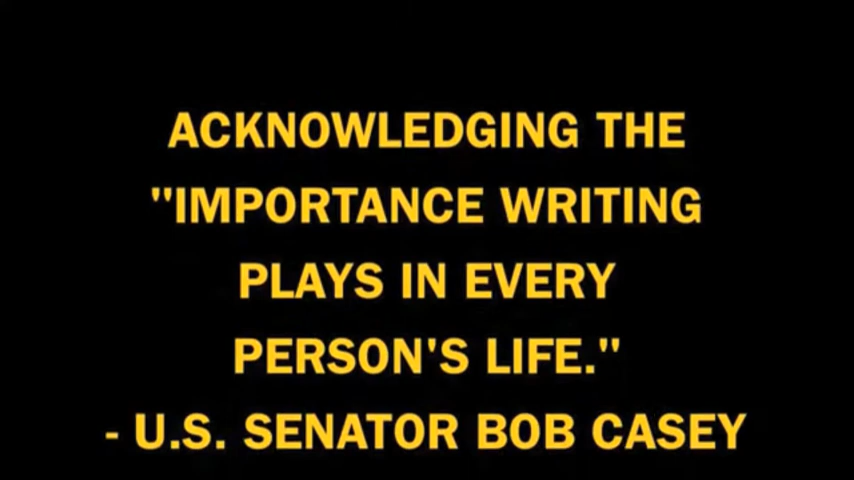 ACKNOWLEDGING THE
"IMPORTANCE WRITING
PLAYS IN EVERY
PERSON'S LIFE."
- U.S. SENATOR BOB CASEY